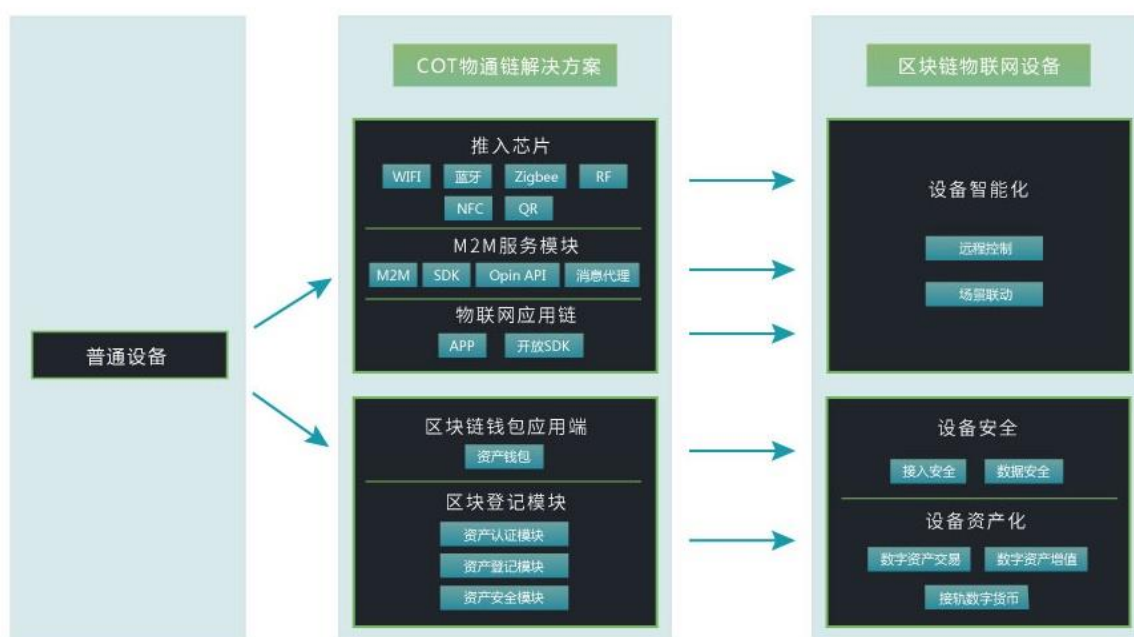 普通设备
COT物通链解决方案
推入芯片
WIFI 蓝牙 Zigbee RF
NFC QR
M2M服务模块
M2M SDK Opin API 消息代理
物联网应用链
APP 开放SDK
区块链钱包应用端
资产钱包
区块登记模块
资产认证模块
资产登记模块
资产安全模块
区块链物联网设备
设备智能化
远程控制
场景联动
设备安全
接入安全 数据安全
设备资产化
数字资产交易 数字资产增值
接轨数字货币